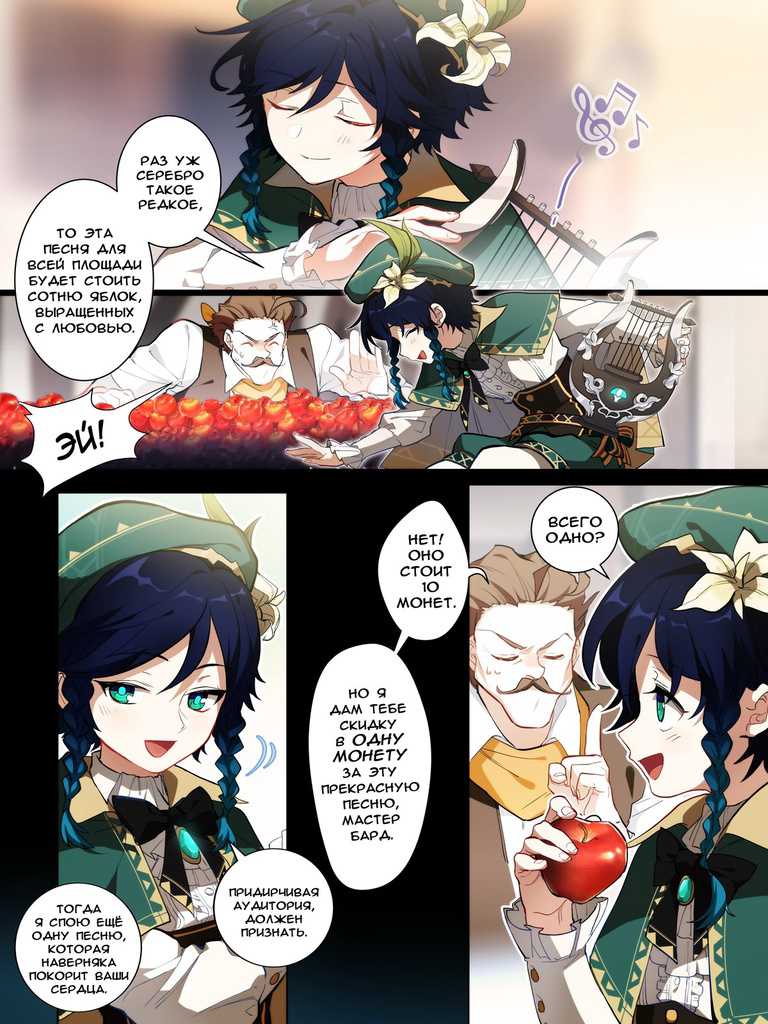 РАЗ УЖ
СЕРЕБРО
ТАКОЕ
РЕДКОЕ,
ТО ЭТА
ПЕСНЯ ДЛЯ
ВСЕЙ ПЛОЩАДИ
БУДЕТ СТОИТЬ
СОТНЮ ЯБЛОК,
ВЫРАЩЕННЫХ
С ЛЮБОВЬЮ.
ЭЙ!
ВСЕГО
ОДНО?
НЕТ!
ОНО
СТОИТ
10
МОНЕТ.
НО Я
ДАМ ТЕБЕ
СКИДКУ
В ОДНУ
МОНЕТУ
ЗА ЭТУ
ПРЕКРАСНУЮ
ПЕСНЮ,
МАСТЕР
БАРД.
ПРИДИРЧИВАЯ
АУДИТОРИЯ,
ДОЛЖЕН
ПРИЗНАТЬ.
ТОГДА
Я СПОЮ ЕЩЁ
ОДНУ ПЕСНЮ,
КОТОРАЯ
НАВЕРНЯКА
ПОКОРИТ ВАШИ
СЕРДЦА.